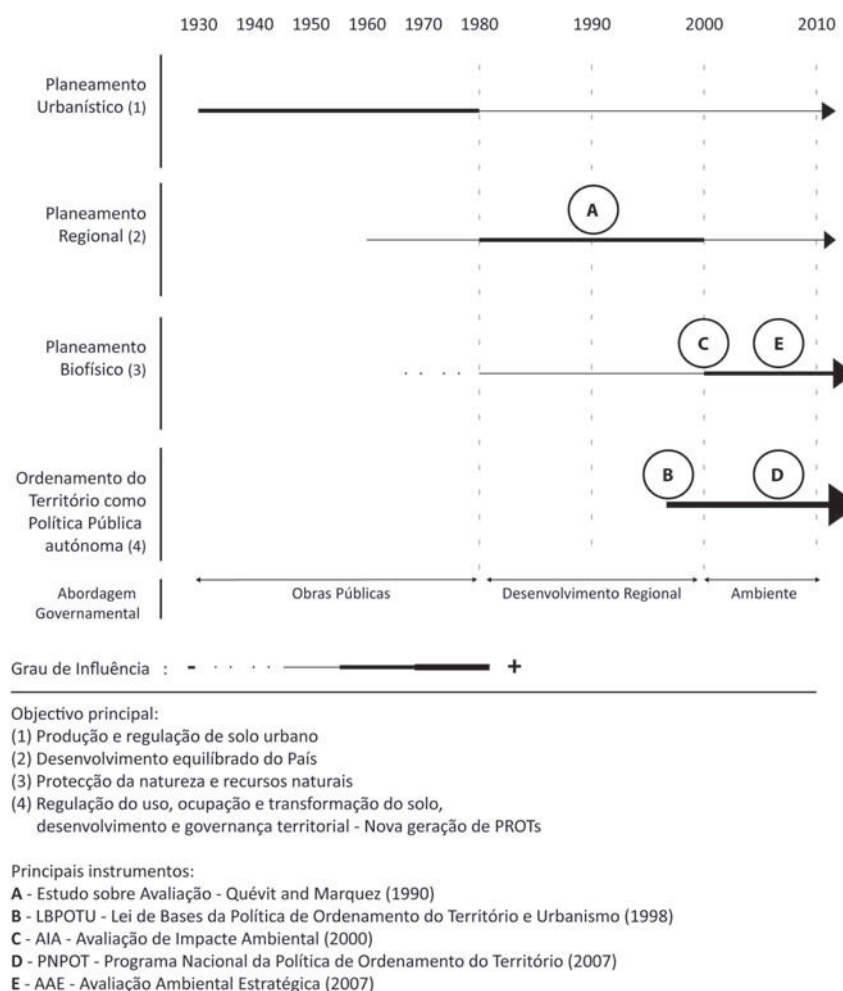 1930 1940 1950 1960 1970 1980 1990 2000 2010
Planeamento
Urbanístico (1)
Planeamento
Regional (2)
A
Planeamento
Biofísico (3)
C E
Ordenamento do
Território como
Política Pública
autónoma (4)
B D
Abordagem
Governamental
Obras Públicas Desenvolvimento Regional Ambiente
Grau de Influência : - +
Objectivo principal:
(1) Produção e regulação de solo urbano
(2) Desenvolvimento equilíbrado do País
(3) Protecção da natureza e recursos naturais
(4) Regulação do uso, ocupação e transformação do solo,
desenvolvimento e governança territorial - Nova geração de PROTs
Principais instrumentos:
A - Estudo sobre Avaliação - Quévit and Marquez (1990)
B - LBPOTU - Lei de Bases da Política de Ordenamento do Território e Urbanismo (1998)
C - AIA - Avaliação de Impacte Ambiental (2000)
D - PNPOT - Programa Nacional da Política de Ordenamento do Território (2007)
E - AAE - Avaliação Ambiental Estratégica (2007)